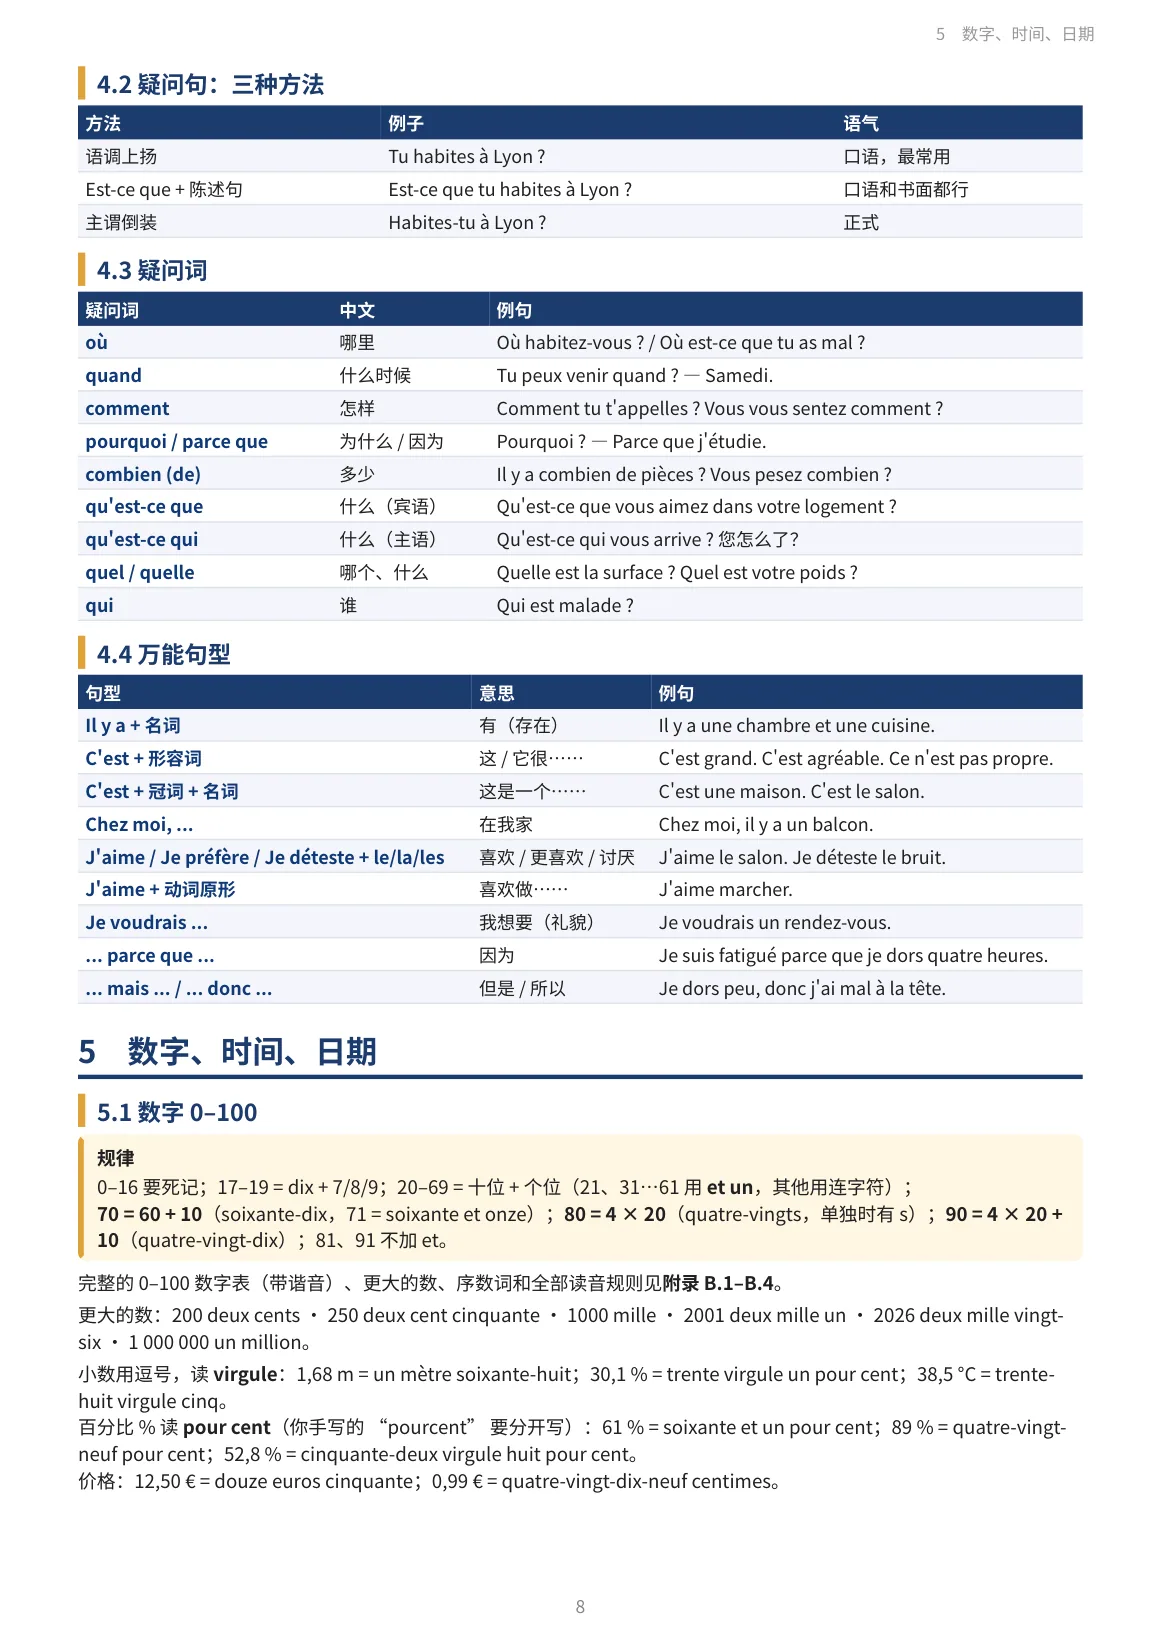 5 数字、时间、日期
4.2 疑问句：三种方法
方法 例子 语气
语调上扬 Tu habites à Lyon ? 口语，最常用
Est-ce que + 陈述句 Est-ce que tu habites à Lyon ? 口语和书面都行
主谓倒装 Habites-tu à Lyon ? 正式
4.3 疑问词
疑问词 中文 例句
où 哪里 Où habitez-vous ? / Où est-ce que tu as mal ?
quand 什么时候 Tu peux venir quand ? — Samedi.
comment 怎样 Comment tu t'appelles ? Vous vous sentez comment ?
pourquoi / parce que 为什么 / 因为 Pourquoi ? — Parce que j'étudie.
combien (de) 多少 Il y a combien de pièces ? Vous pesez combien ?
qu'est-ce que 什么（宾语） Qu'est-ce que vous aimez dans votre logement ?
qu'est-ce qui 什么（主语） Qu'est-ce qui vous arrive ? 您怎么了？
quel / quelle 哪个、什么 Quelle est la surface ? Quel est votre poids ?
qui 谁 Qui est malade ?
4.4 万能句型
句型 意思 例句
Il y a + 名词 有（存在） Il y a une chambre et une cuisine.
C'est + 形容词 这 / 它很…… C'est grand. C'est agréable. Ce n'est pas propre.
C'est + 冠词 + 名词 这是一个…… C'est une maison. C'est le salon.
Chez moi, ... 在我家 Chez moi, il y a un balcon.
J'aime / Je préfère / Je déteste + le/la/les 喜欢 / 更喜欢 / 讨厌 J'aime le salon. Je déteste le bruit.
J'aime + 动词原形 喜欢做…… J'aime marcher.
Je voudrais ... 我想要（礼貌） Je voudrais un rendez-vous.
... parce que ... 因为 Je suis fatigué parce que je dors quatre heures.
... mais ... / ... donc ... 但是 / 所以 Je dors peu, donc j'ai mal à la tête.
5 数字、时间、日期
5.1 数字 0–100
规律
0–16 要死记；17–19 = dix + 7/8/9；20–69 = 十位 + 个位（21、31…61 用 et un，其他用连字符）；
70 = 60 + 10（soixante-dix，71 = soixante et onze）；80 = 4 × 20（quatre-vingts，单独时有 s）；90 = 4 × 20 +
10（quatre-vingt-dix）；81、91 不加 et。
完整的 0–100 数字表（带谐音）、更大的数、序数词和全部读音规则见附录 B.1–B.4。
更大的数：200 deux cents · 250 deux cent cinquante · 1000 mille · 2001 deux mille un · 2026 deux mille vingt-
six · 1 000 000 un million。
小数用逗号，读 virgule：1,68 m = un mètre soixante-huit；30,1 % = trente virgule un pour cent；38,5 °C = trente-
huit virgule cinq。
百分比 % 读 pour cent（你手写的 “pourcent” 要分开写）：61 % = soixante et un pour cent；89 % = quatre-vingt-
neuf pour cent；52,8 % = cinquante-deux virgule huit pour cent。
价格：12,50 € = douze euros cinquante；0,99 € = quatre-vingt-dix-neuf centimes。
8